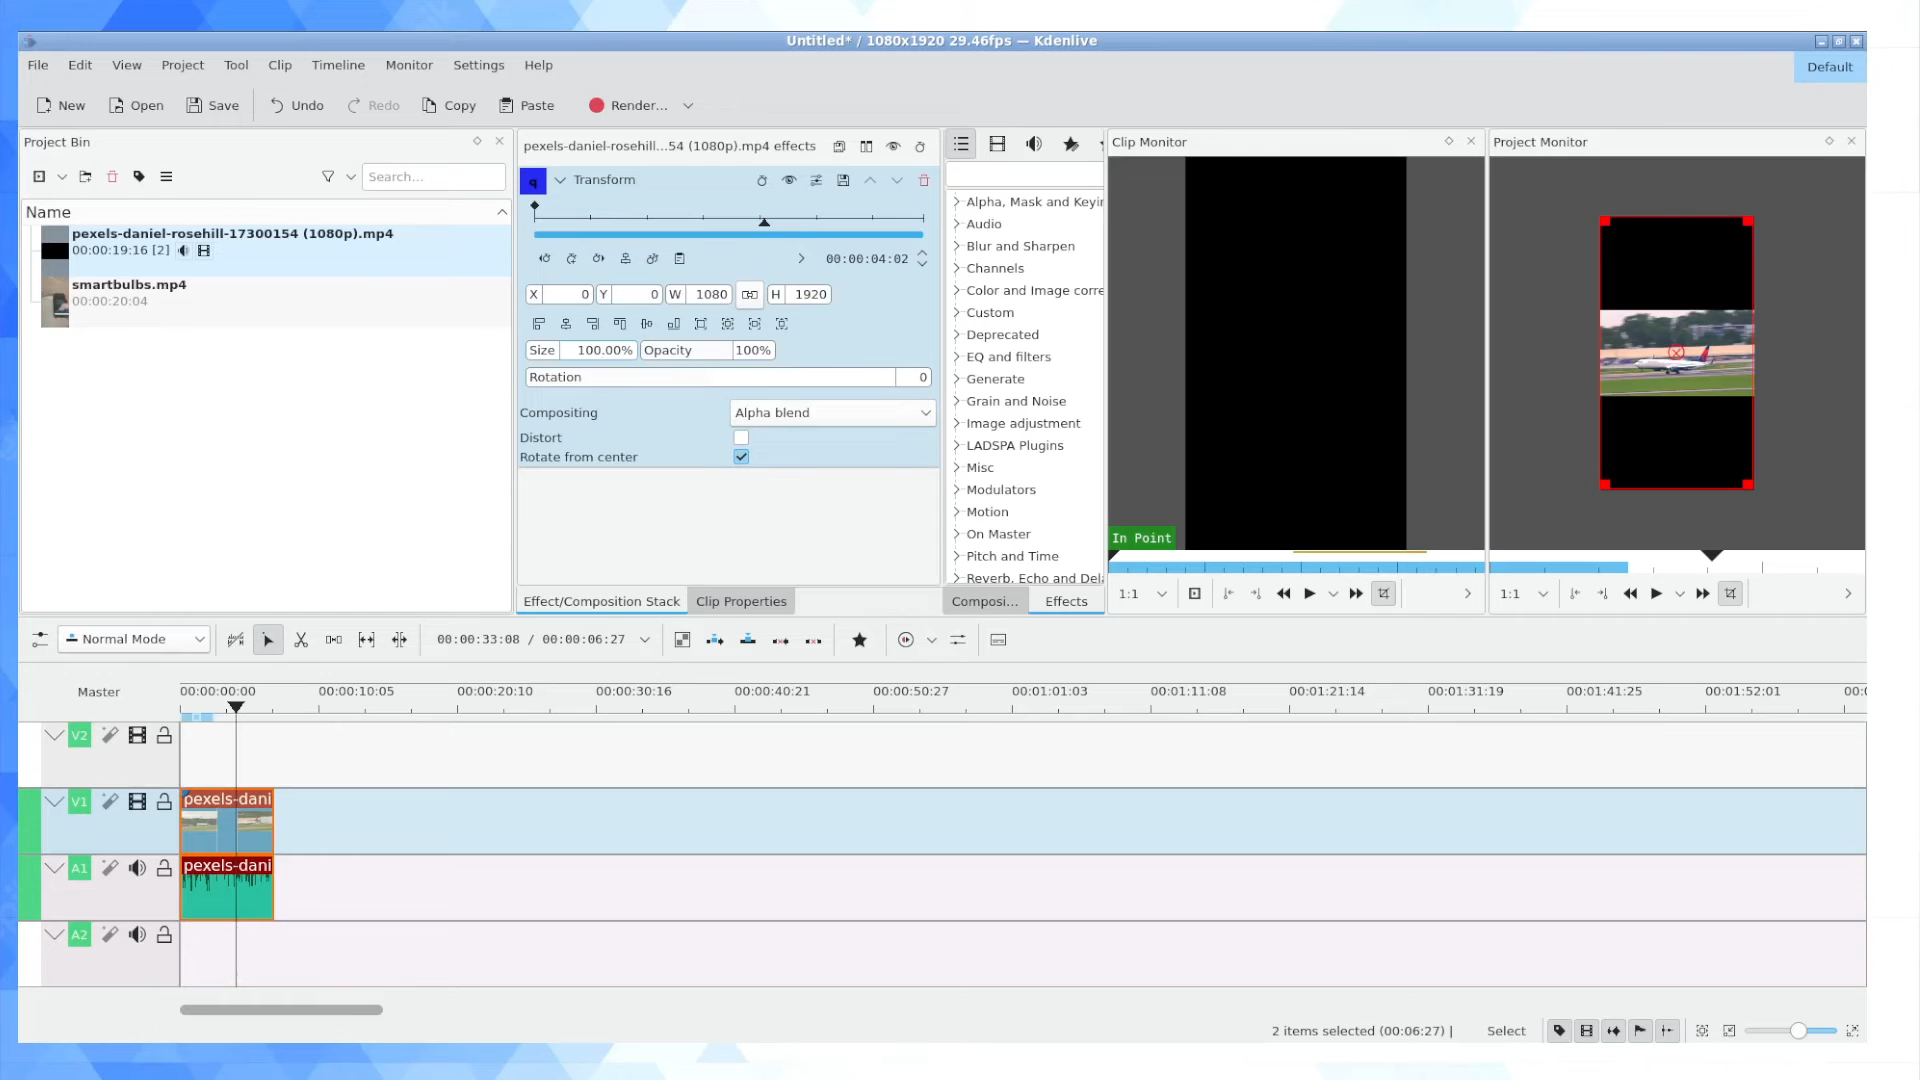 Untitled* / 1080x1920 29.46fps — Kdenlive
File Edit View Project Tool Clip Timeline Monitor Settings Help
Default
New Open Save Undo Redo Copy Paste Render...
Project Bin
Search...
Name
pexels-daniel-rosehill-17300154 (1080p).mp4
00:00:19:16 [2]
smartbulbs.mp4
00:00:20:04
pexels-daniel-rosehill...54 (1080p).mp4 effects
q
Transform
00:00:04:02
X 0 Y 0 W 1080 H 1920
Size 100.00% Opacity 100%
Rotation 0
Compositing Alpha blend
Distort
Rotate from center
Effect/Composition Stack Clip Properties
Alpha, Mask and Keyin
Audio
Blur and Sharpen
Channels
Color and Image corre
Custom
Deprecated
EQ and filters
Generate
Grain and Noise
Image adjustment
LADSPA Plugins
Misc
Modulators
Motion
On Master
Pitch and Time
Reverb, Echo and Dela
Composi... Effects
Clip Monitor
In Point
1:1
Project Monitor
1:1
Normal Mode 00:00:33:08 / 00:00:06:27
Master 00:00:00:00 00:00:10:05 00:00:20:10 00:00:30:16 00:00:40:21 00:00:50:27 00:01:01:03 00:01:11:08 00:01:21:14 00:01:31:19 00:01:41:25 00:01:52:01 00:0
V2
V1 pexels-dani
A1 pexels-dani
A2
2 items selected (00:06:27) | Select